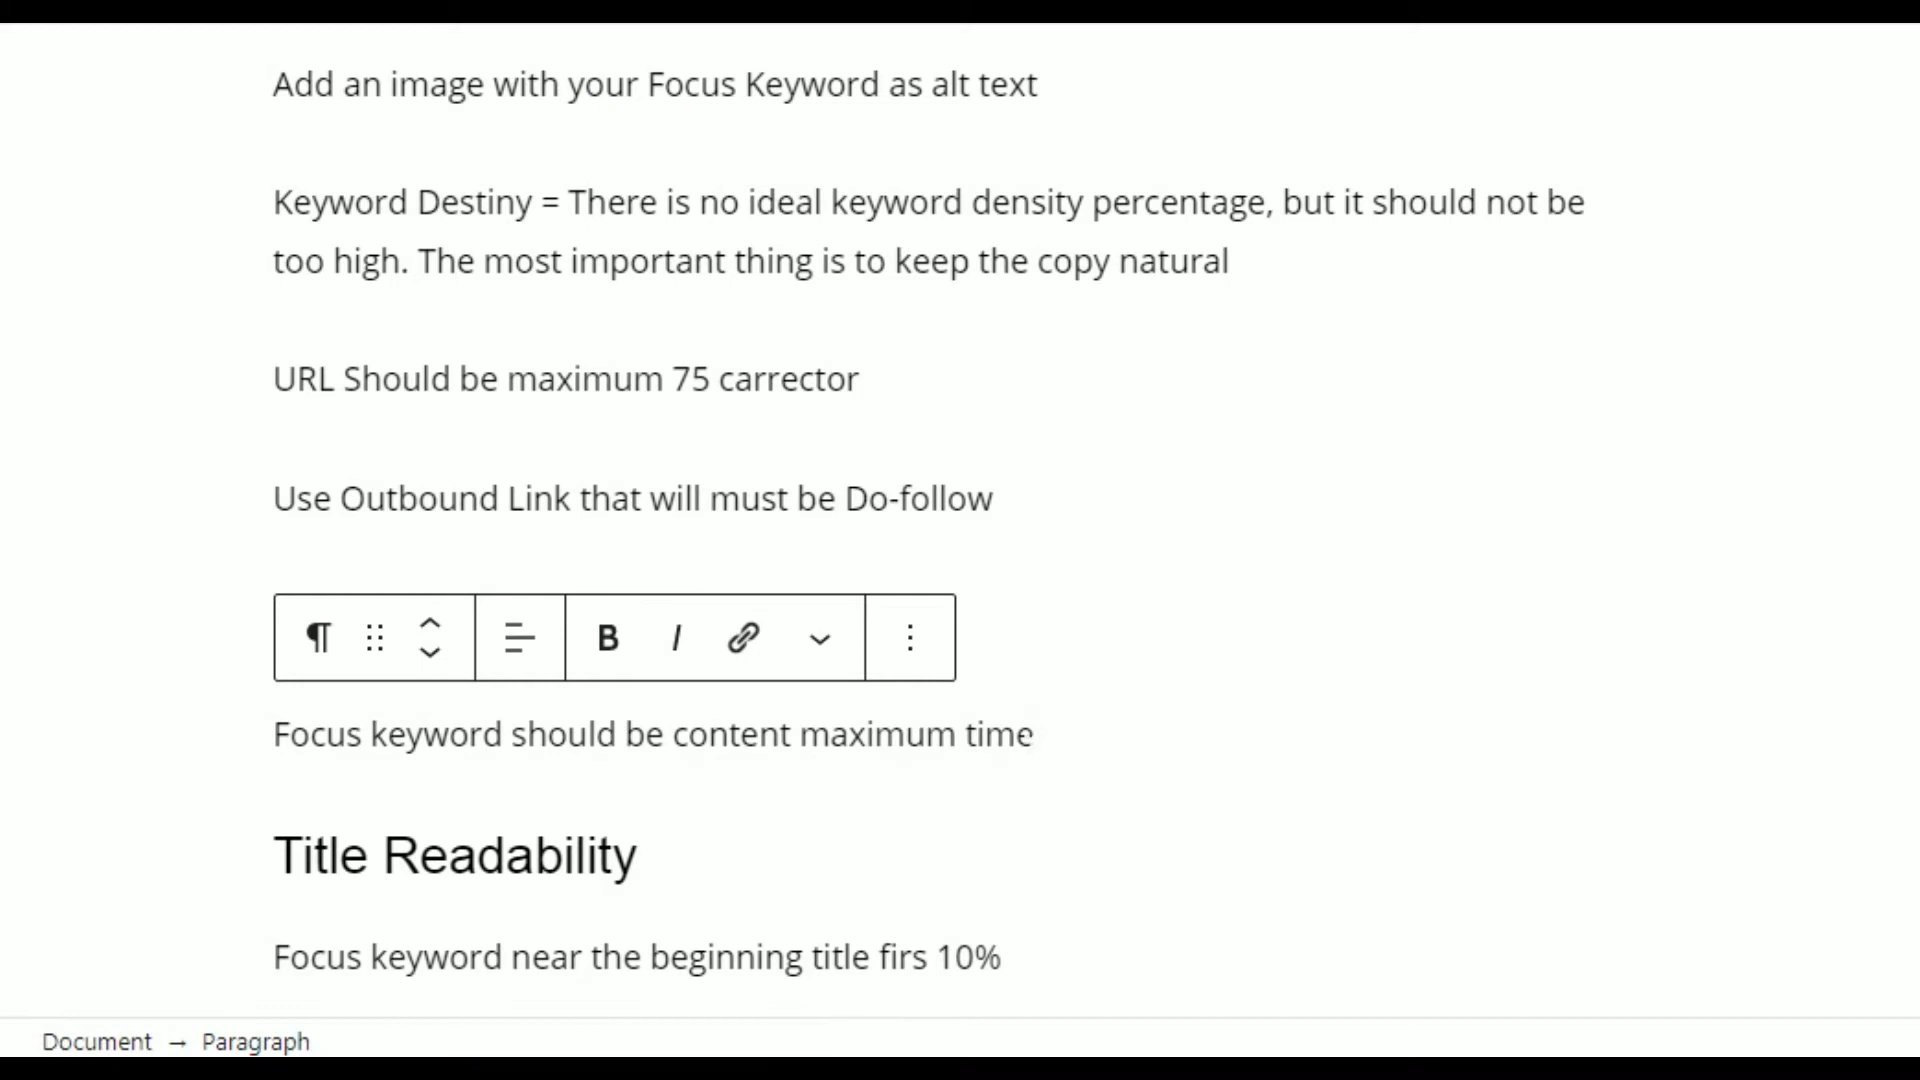 Add an image with your Focus Keyword as alt text
Keyword Destiny = There is no ideal keyword density percentage, but it should not be
too high. The most important thing is to keep the copy natural
URL Should be maximum 75 carrector
Use Outbound Link that will must be Do-follow
B I
Focus keyword should be content maximum time
Title Readability
Focus keyword near the beginning title firs 10%
Document → Paragraph